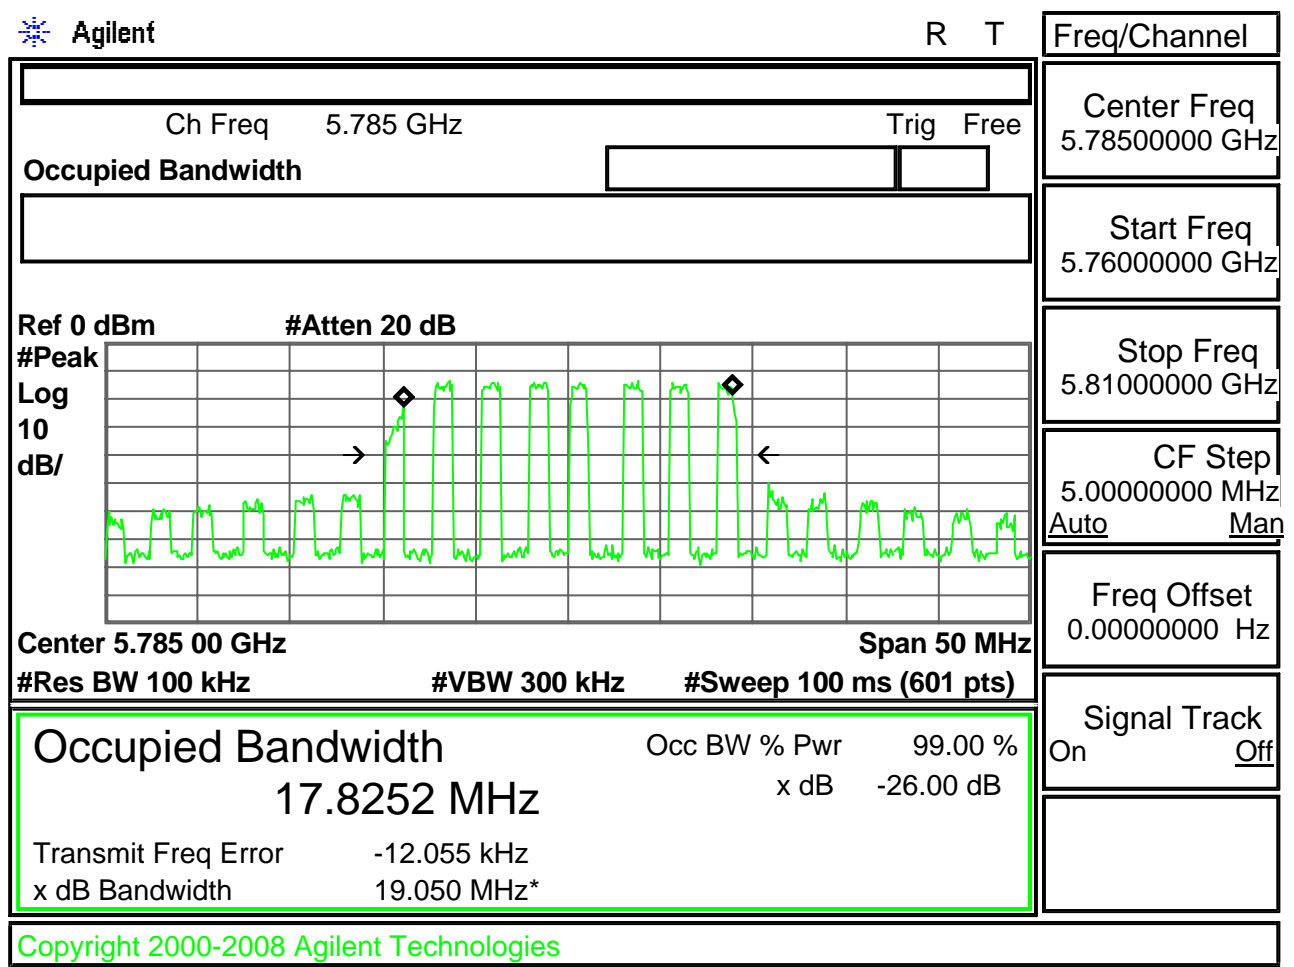 Agilent R T
Freq/Channel
Ch Freq 5.785 GHz Trig Free
Occupied Bandwidth
Center Freq
5.78500000 GHz
Start Freq
5.76000000 GHz
Stop Freq
5.81000000 GHz
CF Step
5.00000000 MHz
Auto Man
Freq Offset
0.00000000 Hz
Signal Track
On Off
Ref 0 dBm #Atten 20 dB
#Peak
Log
10
dB/
Center 5.785 00 GHz Span 50 MHz
#Res BW 100 kHz #VBW 300 kHz #Sweep 100 ms (601 pts)
Occupied Bandwidth
17.8252 MHz
Occ BW % Pwr 99.00 %
x dB -26.00 dB
Transmit Freq Error -12.055 kHz
x dB Bandwidth 19.050 MHz*
Copyright 2000-2008 Agilent Technologies